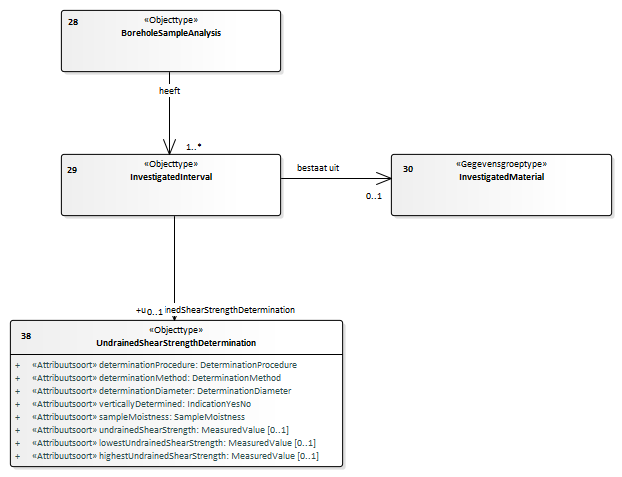 28
«Objecttype»
BoreholeSampleAnalysis
heeft
1..*
29
«Objecttype»
InvestigatedInterval
bestaat uit
0..1
30
«Gegevensgroeptype»
InvestigatedMaterial
+u 0..1 inedShearStrengthDetermination
38
«Objecttype»
UndrainedShearStrengthDetermination
+ «Attribuutsoort» determinationProcedure: DeterminationProcedure
+ «Attribuutsoort» determinationMethod: DeterminationMethod
+ «Attribuutsoort» determinationDiameter: DeterminationDiameter
+ «Attribuutsoort» verticallyDetermined: IndicationYesNo
+ «Attribuutsoort» sampleMoistness: SampleMoistness
+ «Attribuutsoort» undrainedShearStrength: MeasuredValue [0..1]
+ «Attribuutsoort» lowestUndrainedShearStrength: MeasuredValue [0..1]
+ «Attribuutsoort» highestUndrainedShearStrength: MeasuredValue [0..1]